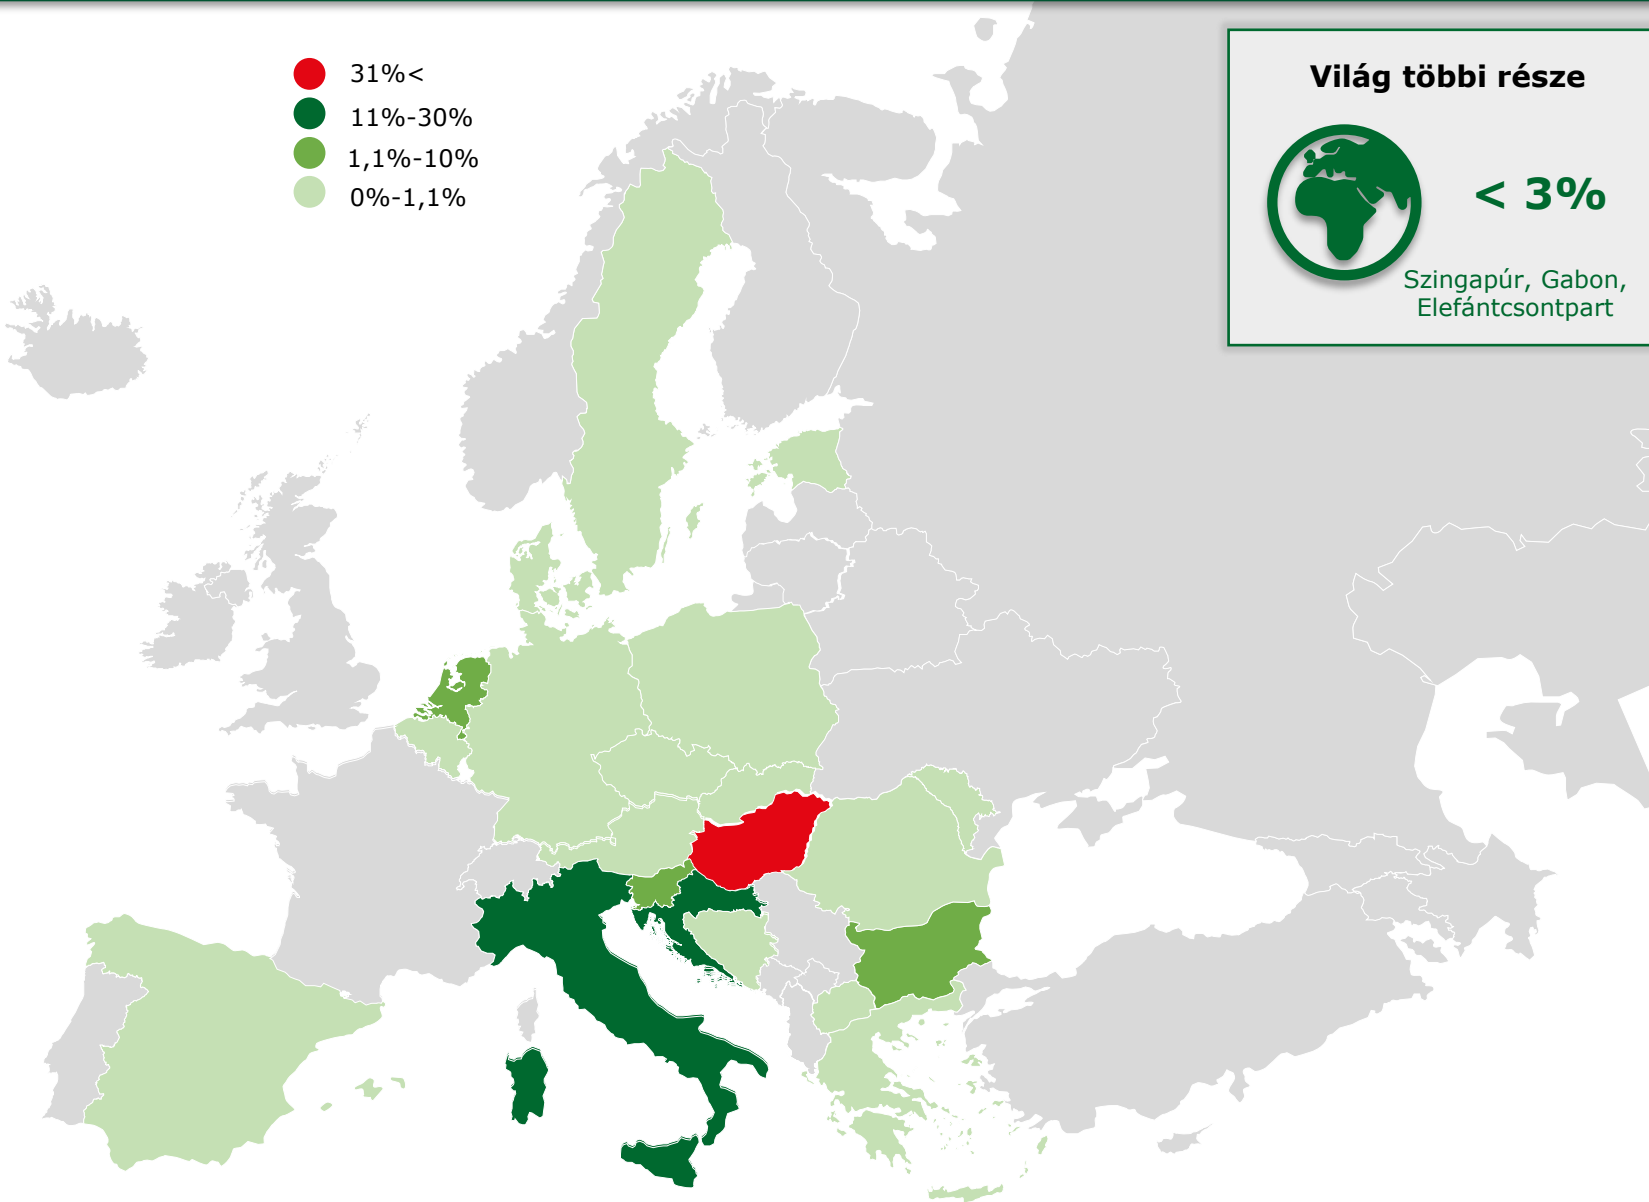 31%<
11%-30%
1,1%-10%
0%-1,1%
Világ többi része
< 3%
Szingapúr, Gabon,
Elefántcsontpart